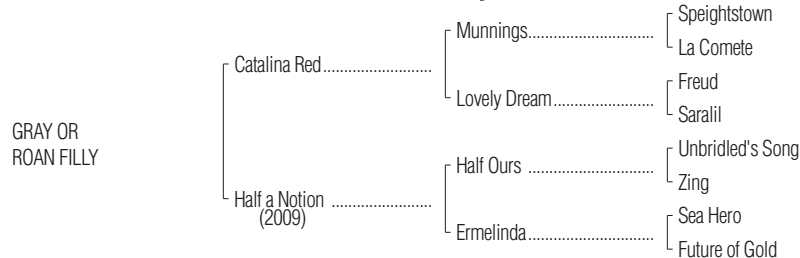 Speightstown
Munnings
La Comete
Catalina Red
Freud
Lovely Dream
Saralil
GRAY OR
ROAN FILLY
Unbridled's Song
Half Ours
Zing
Half a Notion
(2009)
Sea Hero
Ermelinda
Future of Gold